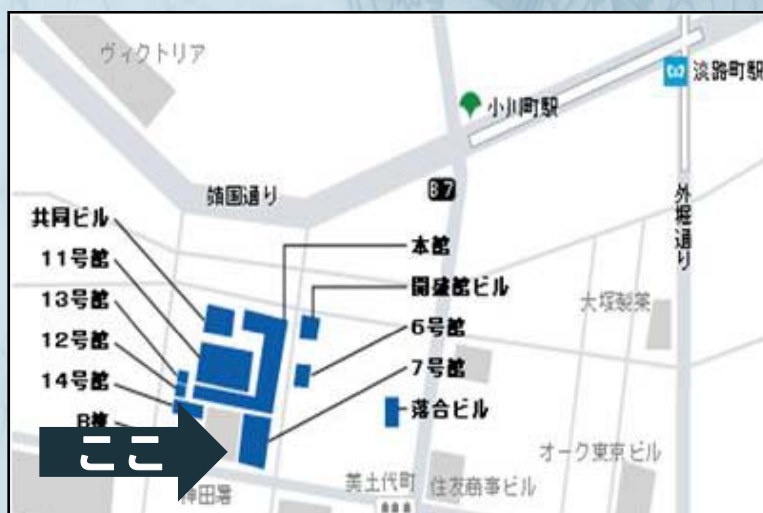 ヴィクトリア
淡路町駅
小川町駅
B7
靖国通り
外堀通り
共同ビル
本館
11号館
開盛館ビル
13号館
6号館
大塚製薬
12号館
7号館
14号館
落合ビル
B棟
ここ
オーク東京ビル
神田署
美土代町
住友商事ビル